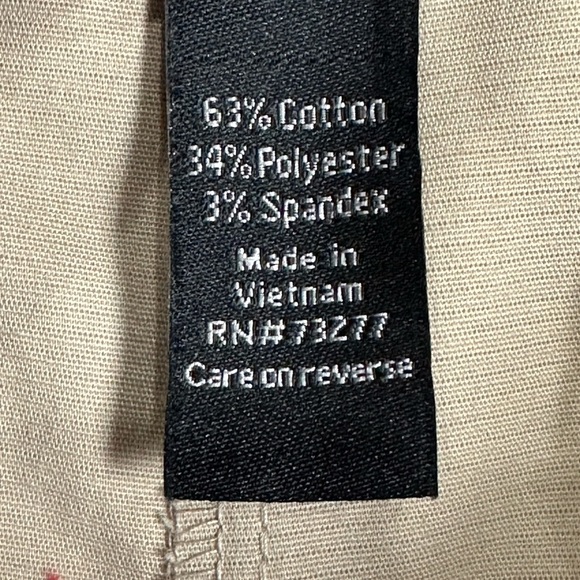 63% Cotton
34% Polyester
3% Spandex
Made in
Vietnam
RN# 73277
Care on reverse